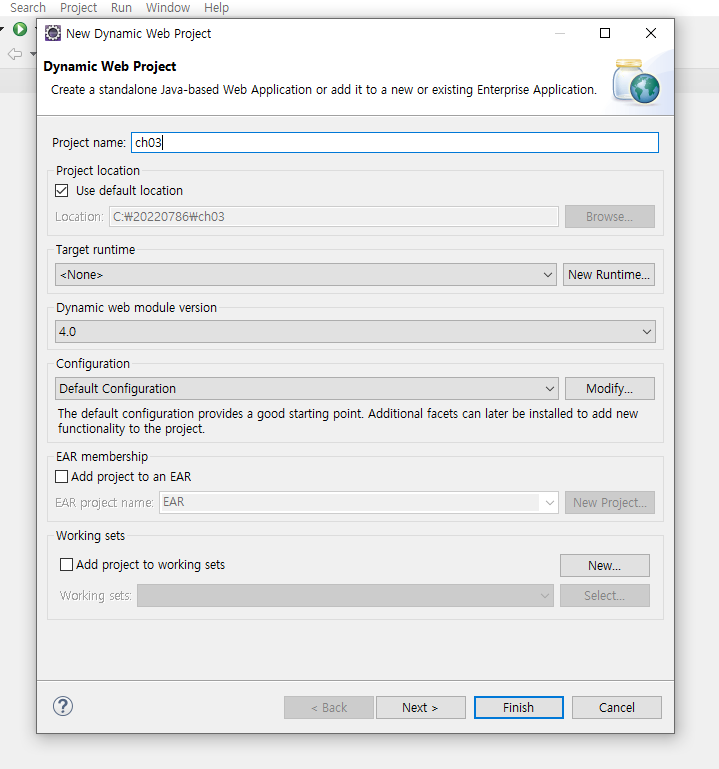 Search Project Run Window Help
New Dynamic Web Project
Dynamic Web Project
Create a standalone Java-based Web Application or add it to a new or existing Enterprise Application.
Project name: ch03
Project location
Use default location
Location: C:₩20220786₩ch03 Browse...
Target runtime
<None> New Runtime...
Dynamic web module version
4.0
Configuration
Default Configuration Modify...
The default configuration provides a good starting point. Additional facets can later be installed to add new
functionality to the project.
EAR membership
Add project to an EAR
EAR project name: EAR New Project...
Working sets
Add project to working sets New...
Working sets: Select...
? < Back Next > Finish Cancel